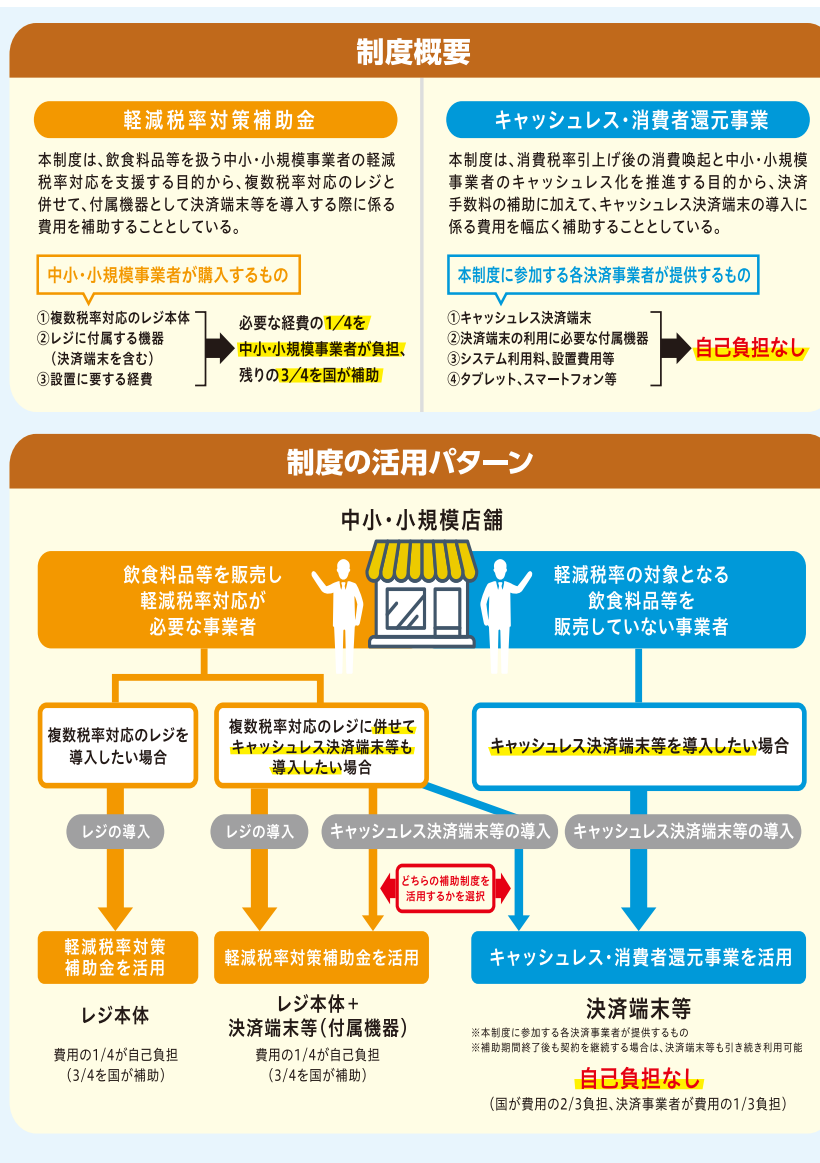 制度概要
軽減税率対策補助金
本制度は、飲食料品等を扱う中小・小規模事業者の軽減
税率対応を支援する目的から、複数税率対応のレジと
併せて、付属機器として決済端末等を導入する際に係る
費用を補助することとしている。
中小・小規模事業者が購入するもの
①複数税率対応のレジ本体
②レジに付属する機器
（決済端末を含む）
③設置に要する経費
必要な経費の1/4を
中小・小規模事業者が負担、
残りの3/4を国が補助
キャッシュレス・消費者還元事業
本制度は、消費税率引上げ後の消費喚起と中小・小規模
事業者のキャッシュレス化を推進する目的から、決済
手数料の補助に加えて、キャッシュレス決済端末の導入に
係る費用を幅広く補助することとしている。
本制度に参加する各決済事業者が提供するもの
①キャッシュレス決済端末
②決済端末の利用に必要な付属機器
③システム利用料、設置費用等
④タブレット、スマートフォン等
自己負担なし
制度の活用パターン
中小・小規模店舗
飲食料品等を販売し
軽減税率対応が
必要な事業者
軽減税率の対象となる
飲食料品等を
販売していない事業者
複数税率対応のレジを
導入したい場合
複数税率対応のレジに併せて
キャッシュレス決済端末等も
導入したい場合
キャッシュレス決済端末等を導入したい場合
レジの導入
レジの導入
キャッシュレス決済端末等の導入
キャッシュレス決済端末等の導入
どちらの補助制度を
活用するかを選択
軽減税率対策
補助金を活用
軽減税率対策補助金を活用
キャッシュレス・消費者還元事業を活用
レジ本体
費用の1/4が自己負担
（3/4を国が補助）
レジ本体＋
決済端末等（付属機器）
費用の1/4が自己負担
（3/4を国が補助）
決済端末等
※本制度に参加する各決済事業者が提供するもの
※補助期間終了後も契約を継続する場合は、決済端末等も引き続き利用可能
自己負担なし
（国が費用の2/3負担、決済事業者が費用の1/3負担）